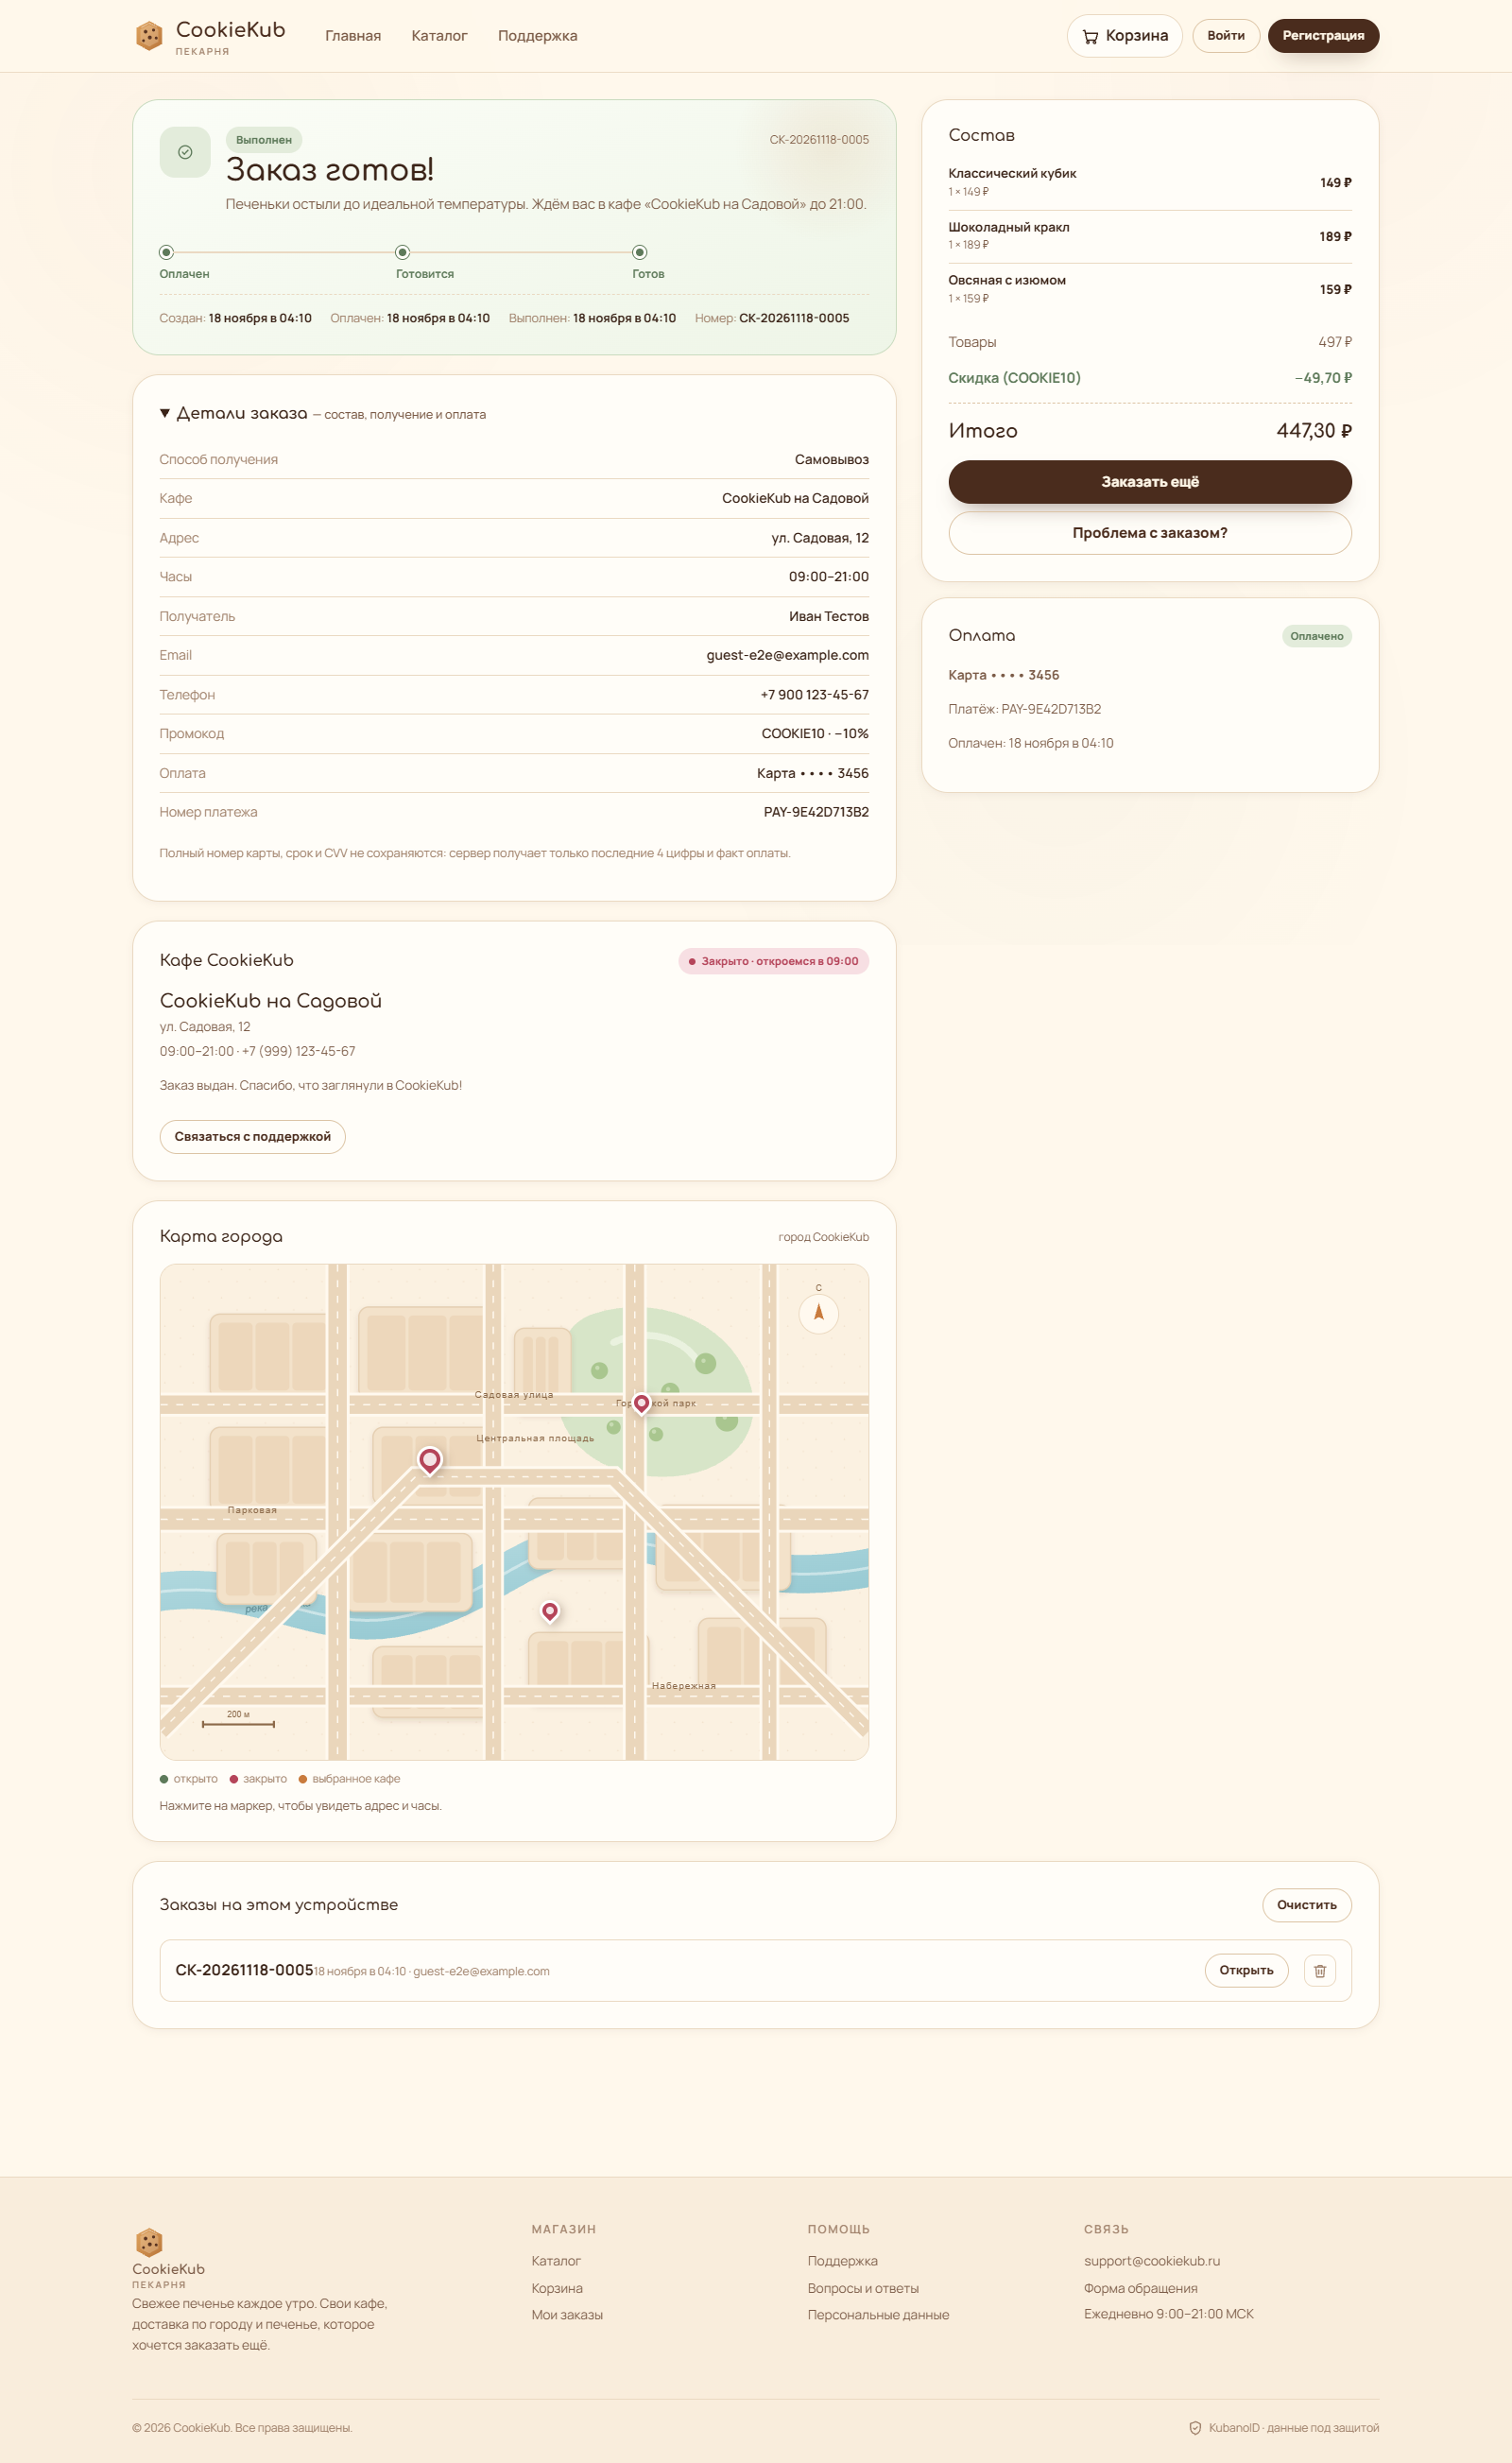 CookieKub
ПЕКАРНЯ
Главная
Каталог
Поддержка
Корзина
Войти
Регистрация
Выполнен
CK-20261118-0005
Заказ готов!
Печеньки остыли до идеальной температуры. Ждём вас в кафе «CookieKub на Садовой» до 21:00.
Оплачен
Готовится
Готов
Создан: 18 ноября в 04:10
Оплачен: 18 ноября в 04:10
Выполнен: 18 ноября в 04:10
Номер: CK-20261118-0005
Детали заказа — состав, получение и оплата
Способ получения
Самовывоз
Кафе
CookieKub на Садовой
Адрес
ул. Садовая, 12
Часы
09:00–21:00
Получатель
Иван Тестов
Email
guest-e2e@example.com
Телефон
+7 900 123-45-67
Промокод
COOKIE10 · −10%
Оплата
Карта •••• 3456
Номер платежа
PAY-9E42D713B2
Полный номер карты, срок и CVV не сохраняются: сервер получает только последние 4 цифры и факт оплаты.
Состав
Классический кубик
1 × 149 ₽
149 ₽
Шоколадный кракл
1 × 189 ₽
189 ₽
Овсяная с изюмом
1 × 159 ₽
159 ₽
Товары
497 ₽
Скидка (COOKIE10)
−49,70 ₽
Итого
447,30 ₽
Заказать ещё
Проблема с заказом?
Оплата
Оплачено
Карта •••• 3456
Платёж: PAY-9E42D713B2
Оплачен: 18 ноября в 04:10
Кафе CookieKub
Закрыто · откроемся в 09:00
CookieKub на Садовой
ул. Садовая, 12
09:00–21:00 · +7 (999) 123-45-67
Заказ выдан. Спасибо, что заглянули в CookieKub!
Связаться с поддержкой
Карта города
город CookieKub
С
Садовая улица
парк
Центральная площадь
Парковая
река
Набережная
200 м
открыто
закрыто
выбранное кафе
Нажмите на маркер, чтобы увидеть адрес и часы.
Заказы на этом устройстве
Очистить
CK-20261118-0005
18 ноября в 04:10 · guest-e2e@example.com
Открыть
CookieKub
ПЕКАРНЯ
Свежее печенье каждое утро. Свои кафе,
доставка по городу и печенье, которое
хочется заказать ещё.
МАГАЗИН
Каталог
Корзина
Мои заказы
ПОМОЩЬ
Поддержка
Вопросы и ответы
Персональные данные
СВЯЗЬ
support@cookiekub.ru
Форма обращения
Ежедневно 9:00–21:00 МСК
© 2026 CookieKub. Все права защищены.
KubanoID · данные под защитой